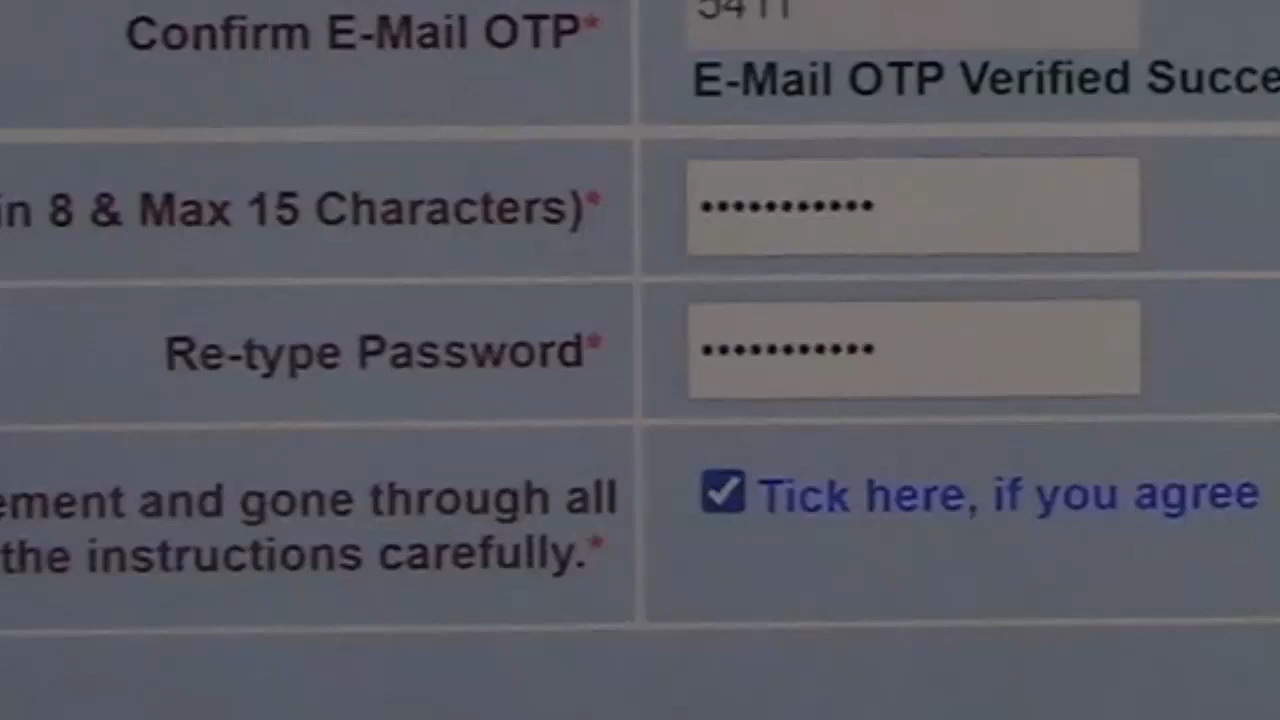 Confirm E-Mail OTP*
E-Mail OTP Verified Succe
in 8 & Max 15 Characters)*
•••••••••••
Re-type Password*
•••••••••••
ement and gone through all
the instructions carefully.*
Tick here, if you agree